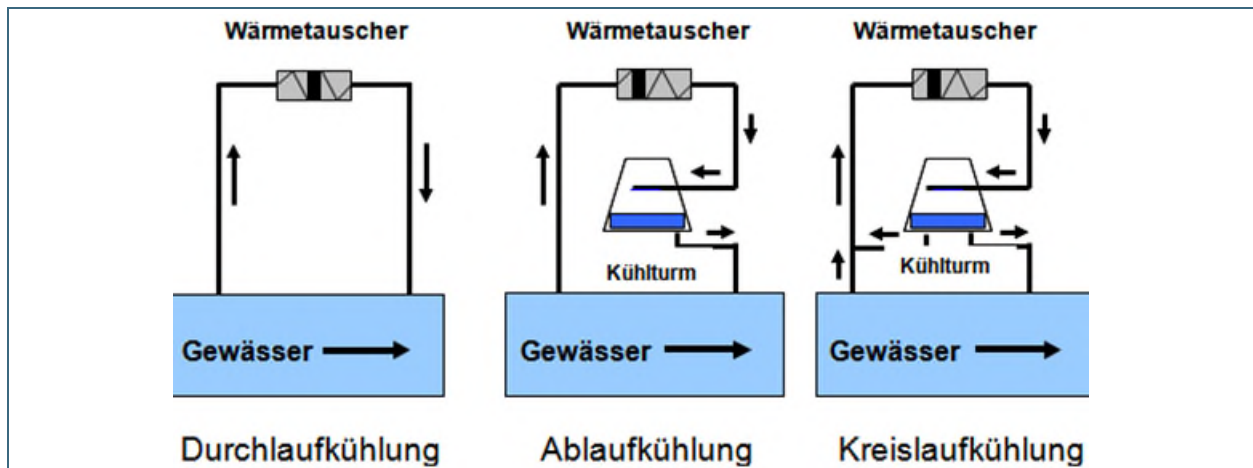 Wärmetauscher Wärmetauscher Wärmetauscher
Kühlturm Kühlturm
Gewässer Gewässer Gewässer
Durchlaufkühlung Ablaufkühlung Kreislaufkühlung